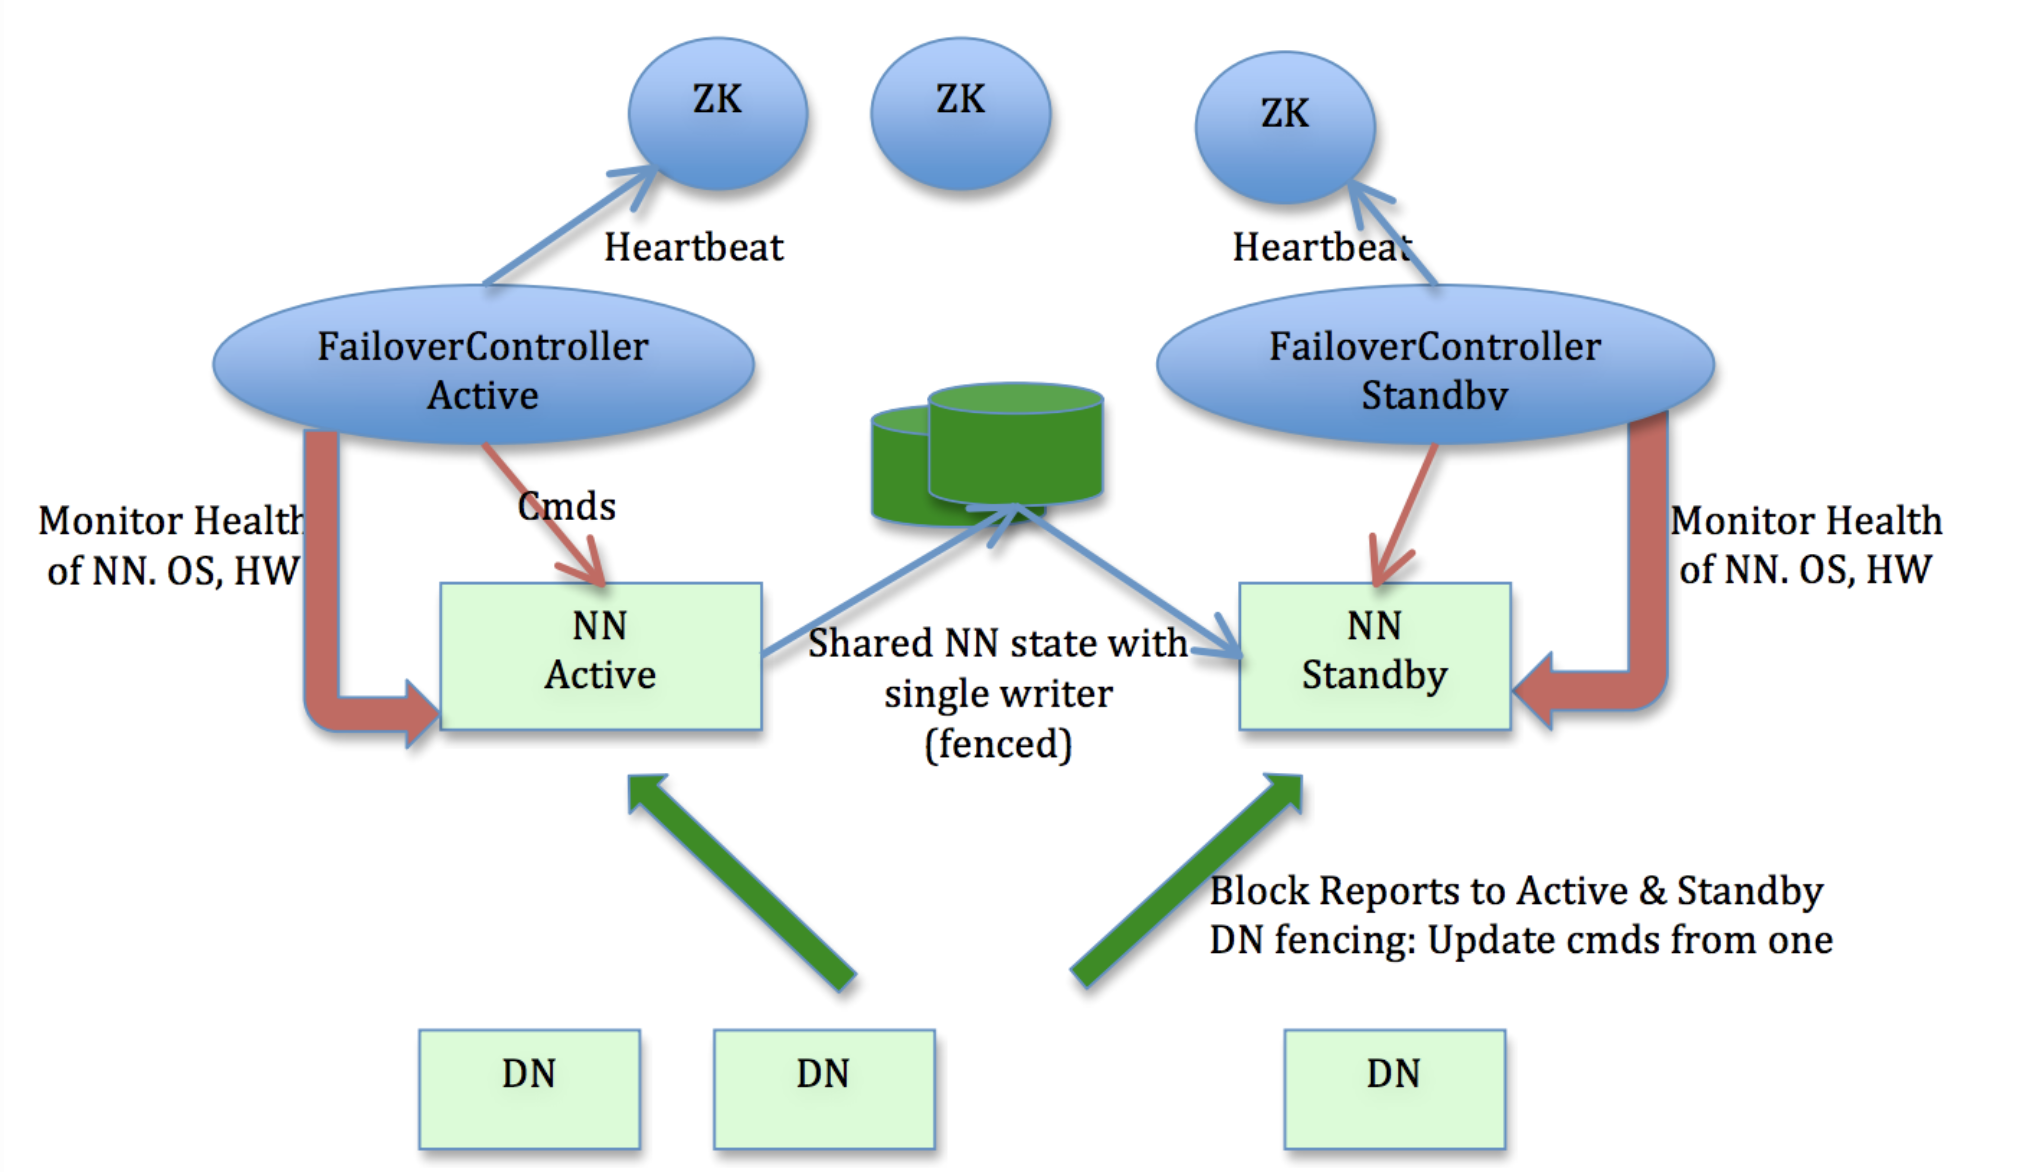 ZK
ZK
ZK
Heartbeat
Heartbeat
FailoverController
Active
FailoverController
Standby
Cmds
Monitor Health
of NN. OS, HW
Monitor Health
of NN. OS, HW
NN
Active
Shared NN state with
single writer
(fenced)
NN
Standby
Block Reports to Active & Standby
DN fencing: Update cmds from one
DN
DN
DN